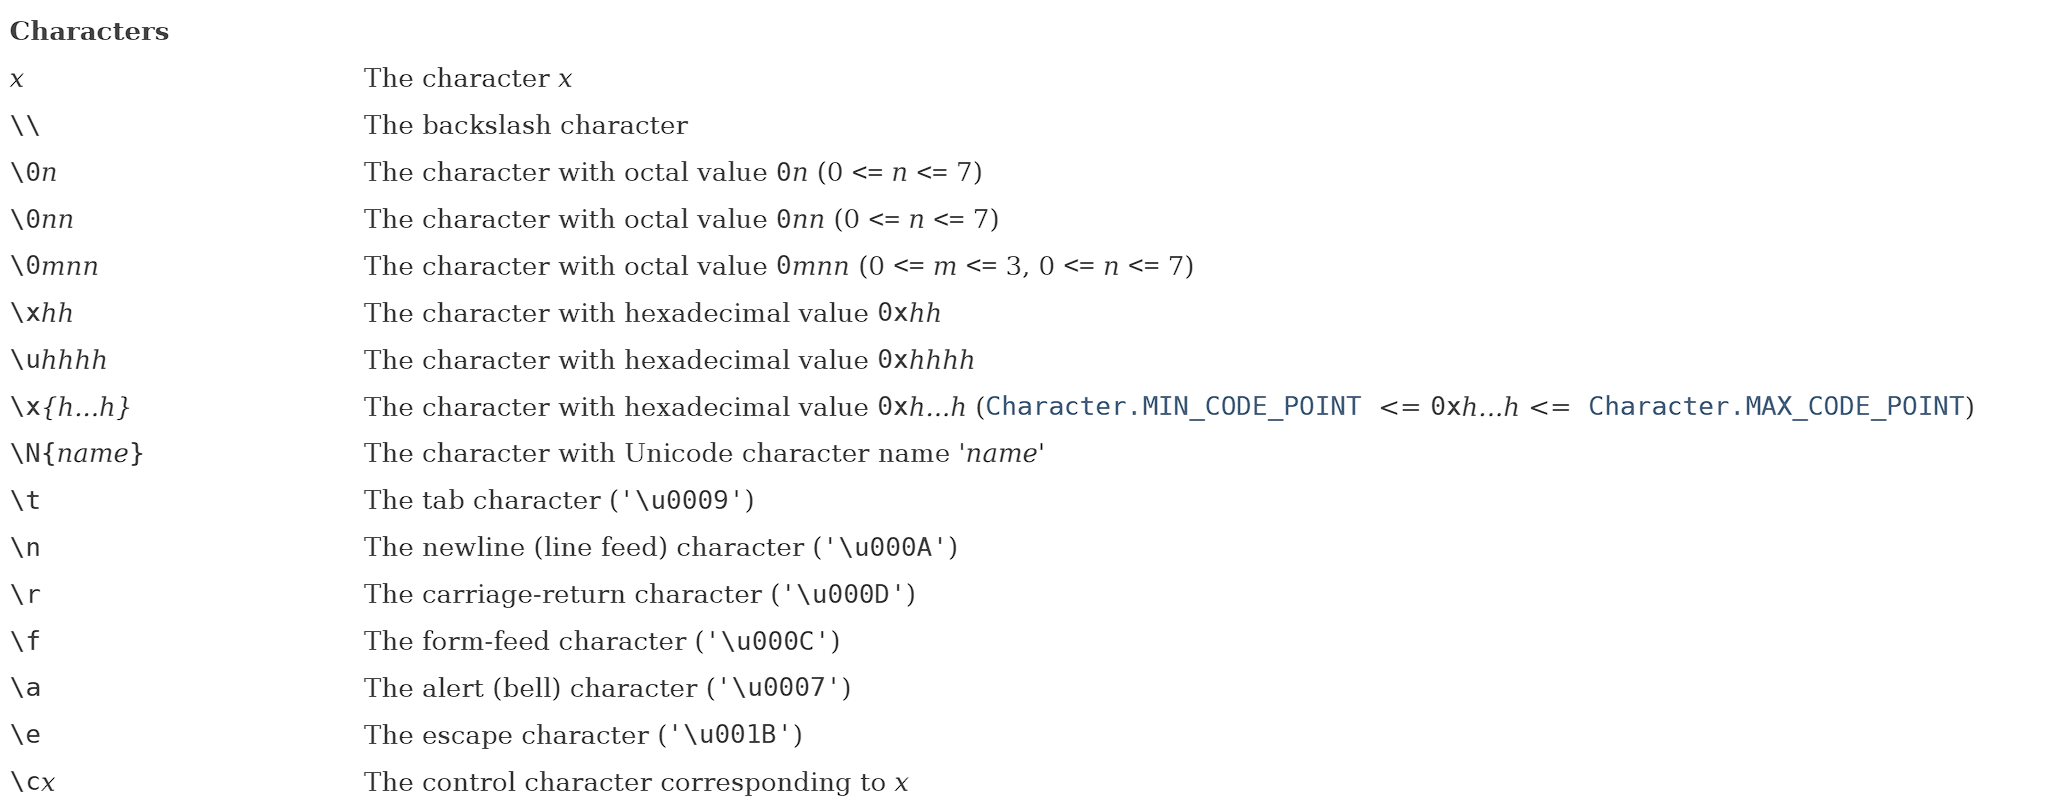 Characters
x The character x
\\ The backslash character
\0n The character with octal value 0n (0 <= n <= 7)
\0nn The character with octal value 0nn (0 <= n <= 7)
\0mnn The character with octal value 0mnn (0 <= m <= 3, 0 <= n <= 7)
\xhh The character with hexadecimal value 0xhh
\uhhhh The character with hexadecimal value 0xhhhh
\x{h...h} The character with hexadecimal value 0xh...h (Character.MIN_CODE_POINT <= 0xh...h <= Character.MAX_CODE_POINT)
\N{name} The character with Unicode character name 'name'
\t The tab character ('\u0009')
\n The newline (line feed) character ('\u000A')
\r The carriage-return character ('\u000D')
\f The form-feed character ('\u000C')
\a The alert (bell) character ('\u0007')
\e The escape character ('\u001B')
\cx The control character corresponding to x